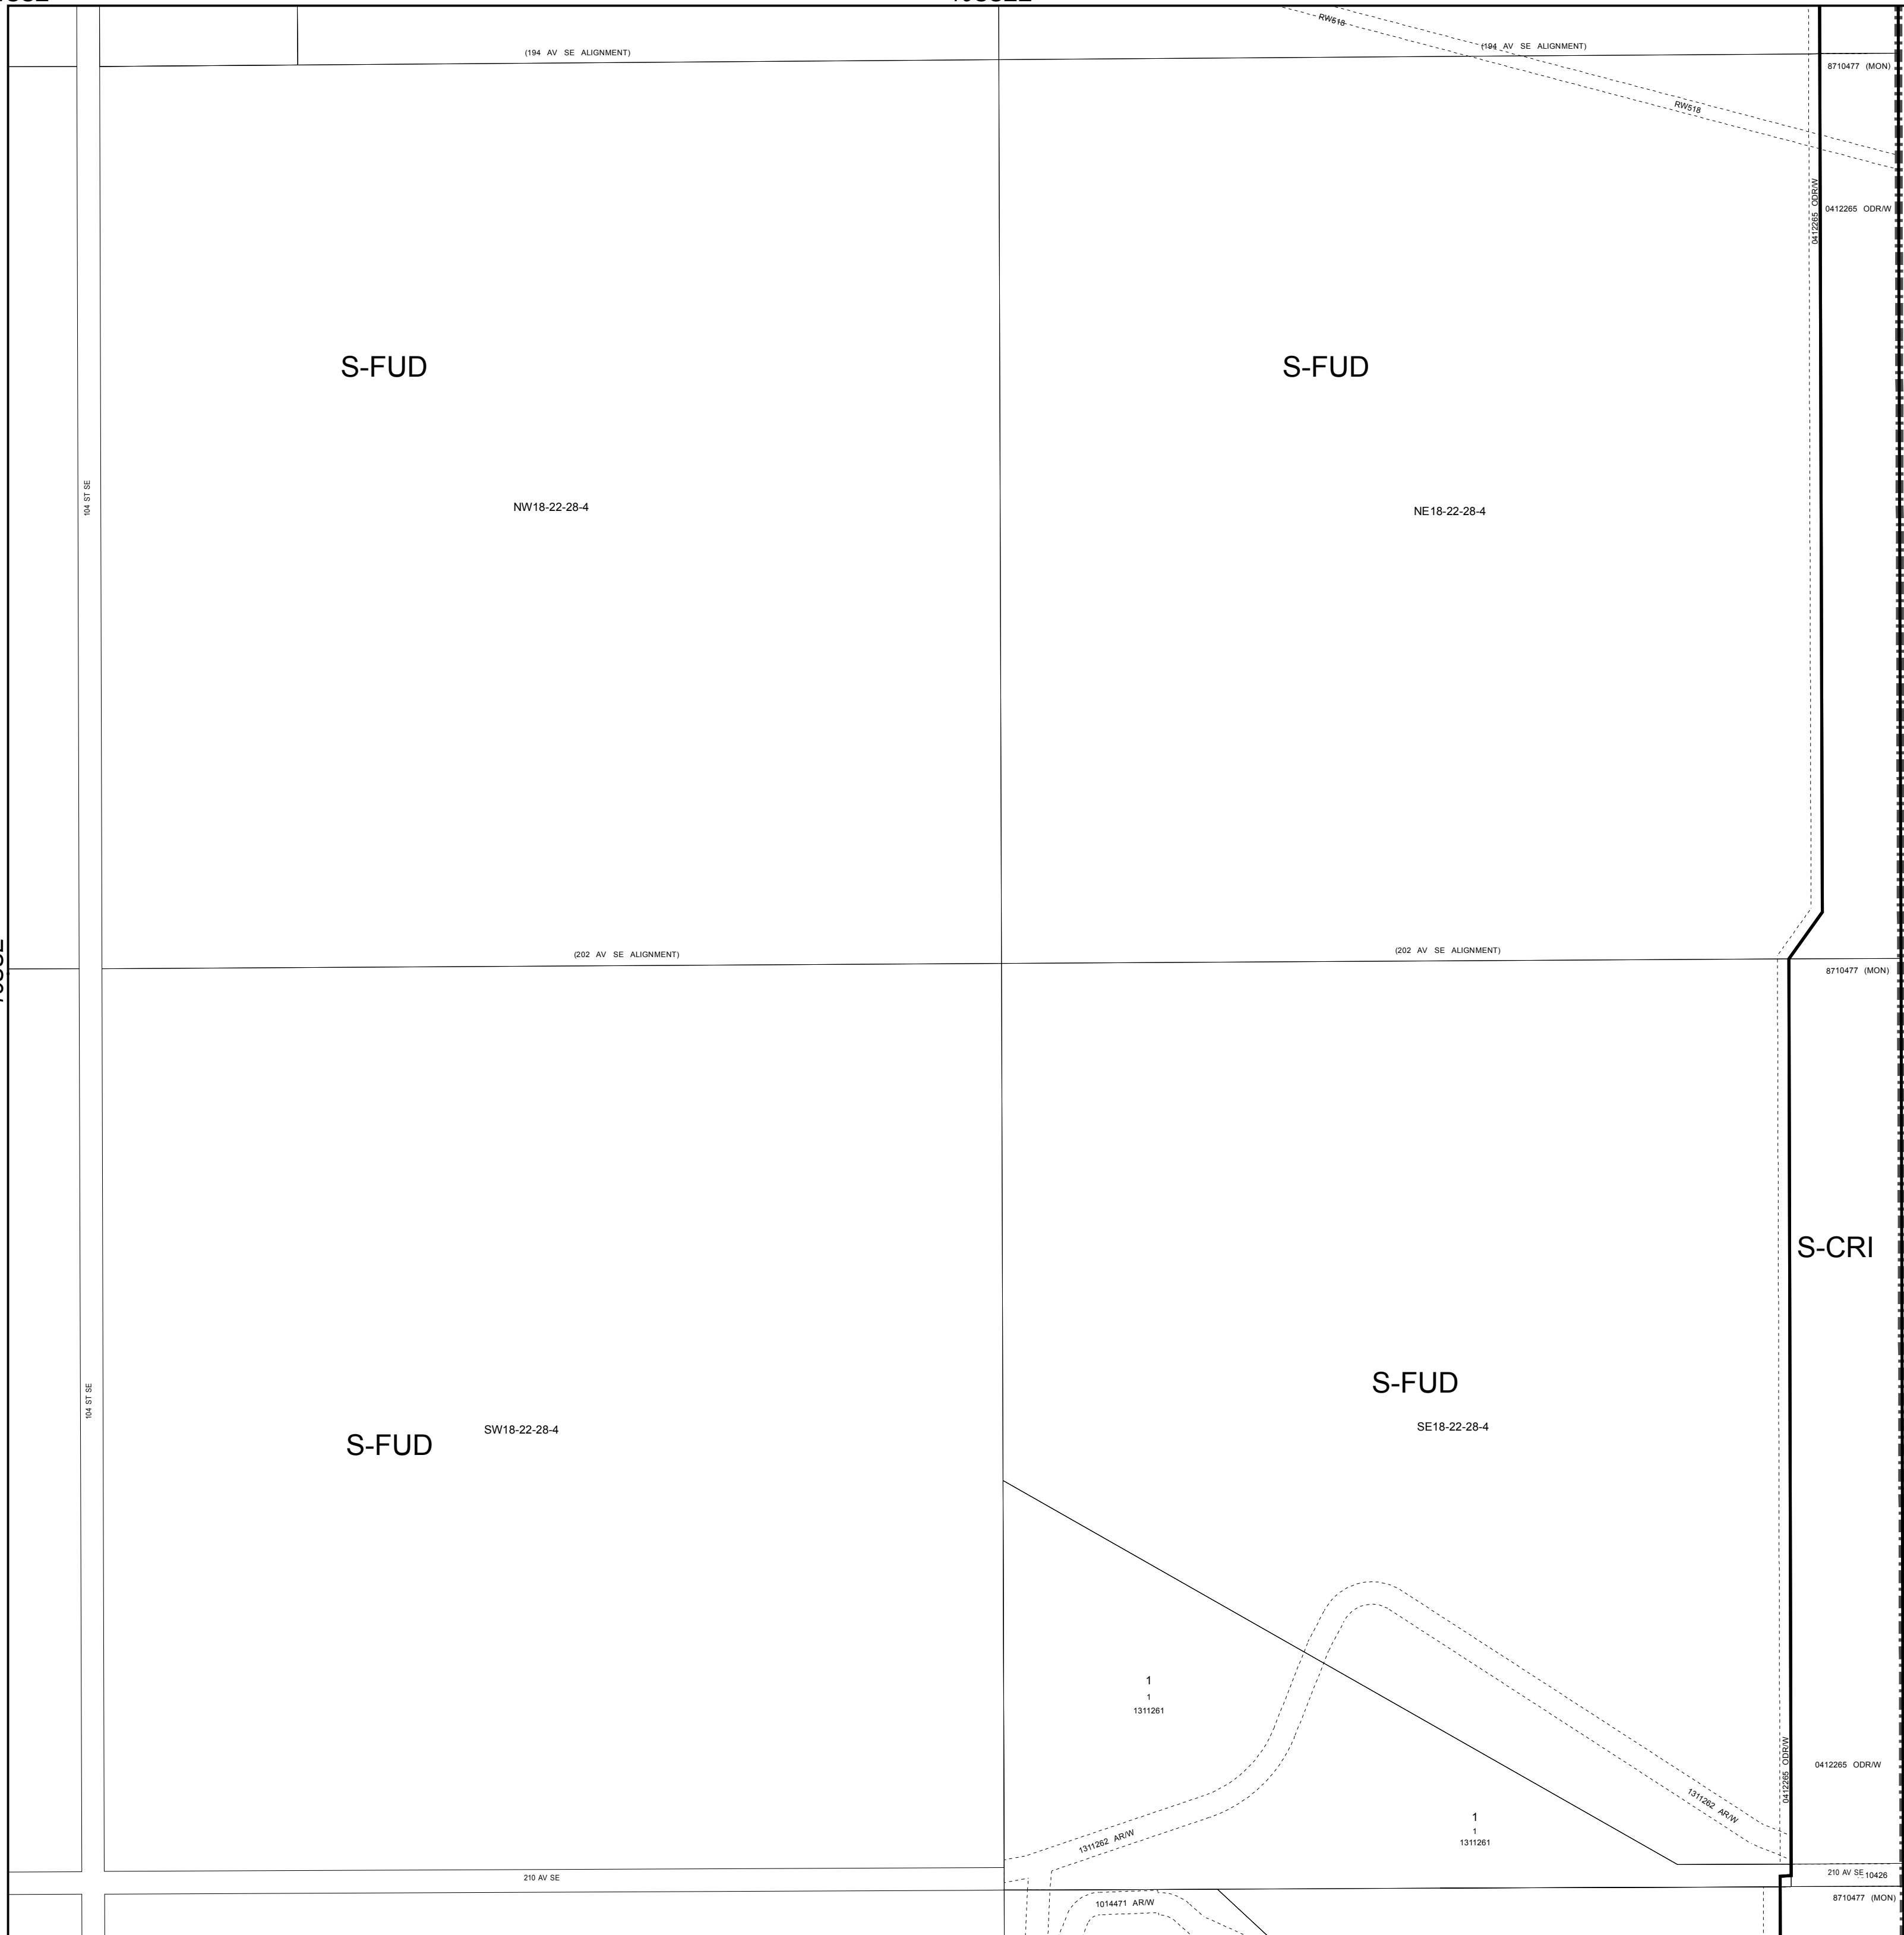 RW518
(194 AV SE ALIGNMENT)
(194 AV SE ALIGNMENT)
8710477 (MON)
RW518
0412265 ODR/W
0412265 ODR/W
S-FUD
S-FUD
104 ST SE
NW18-22-28-4
NE18-22-28-4
(202 AV SE ALIGNMENT)
(202 AV SE ALIGNMENT)
8710477 (MON)
S-CRI
S-FUD
104 ST SE
SW18-22-28-4
SE18-22-28-4
S-FUD
1
1
1311261
0412265 ODR/W
0412265 ODR/W
1311262 AR/W
1
1
1311261
1311262 AR/W
210 AV SE
210 AV SE
10426
1014471 AR/W
8710477 (MON)